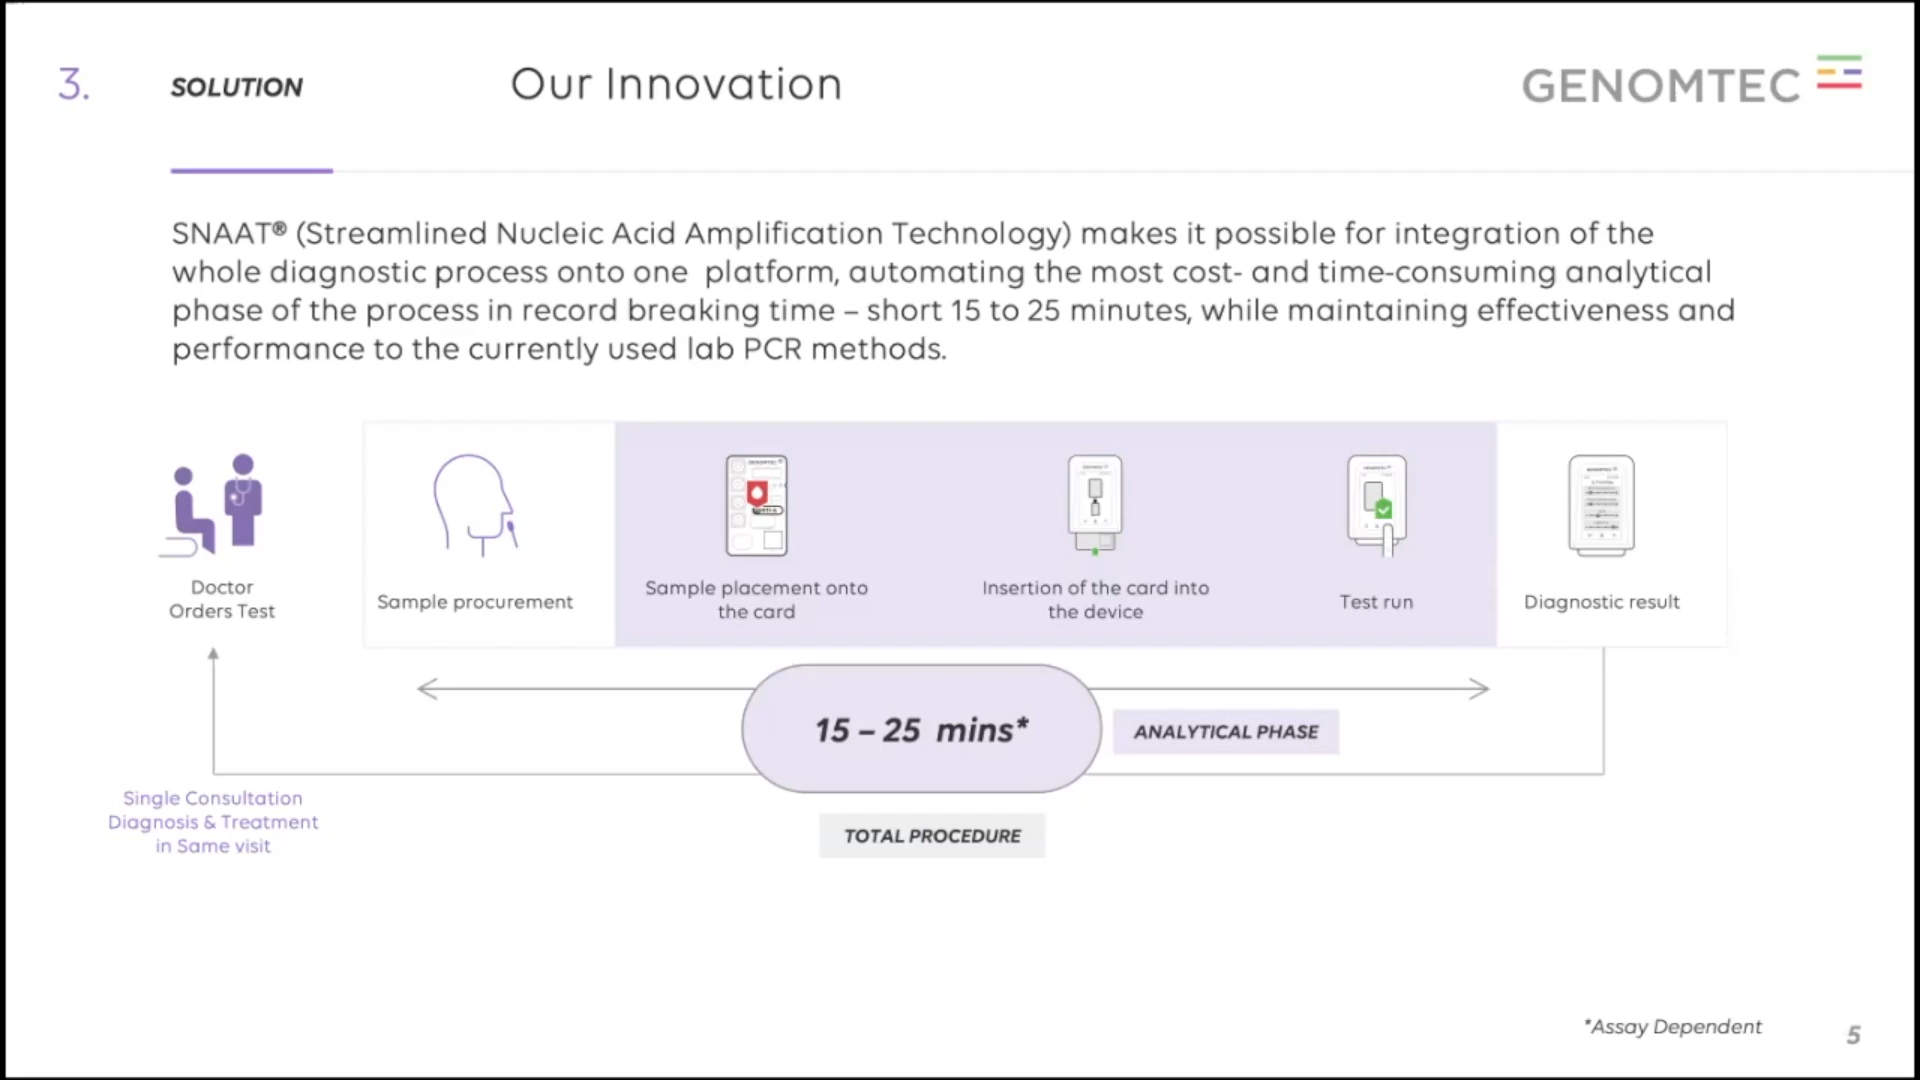 3.
SOLUTION
Our Innovation
GENOMTEC
SNAAT® (Streamlined Nucleic Acid Amplification Technology) makes it possible for integration of the
whole diagnostic process onto one platform, automating the most cost- and time-consuming analytical
phase of the process in record breaking time – short 15 to 25 minutes, while maintaining effectiveness and
performance to the currently used lab PCR methods.
Doctor
Orders Test
Sample procurement
Sample placement onto
the card
Insertion of the card into
the device
Test run
Diagnostic result
15 – 25 mins*
ANALYTICAL PHASE
Single Consultation
Diagnosis & Treatment
in Same visit
TOTAL PROCEDURE
*Assay Dependent
5